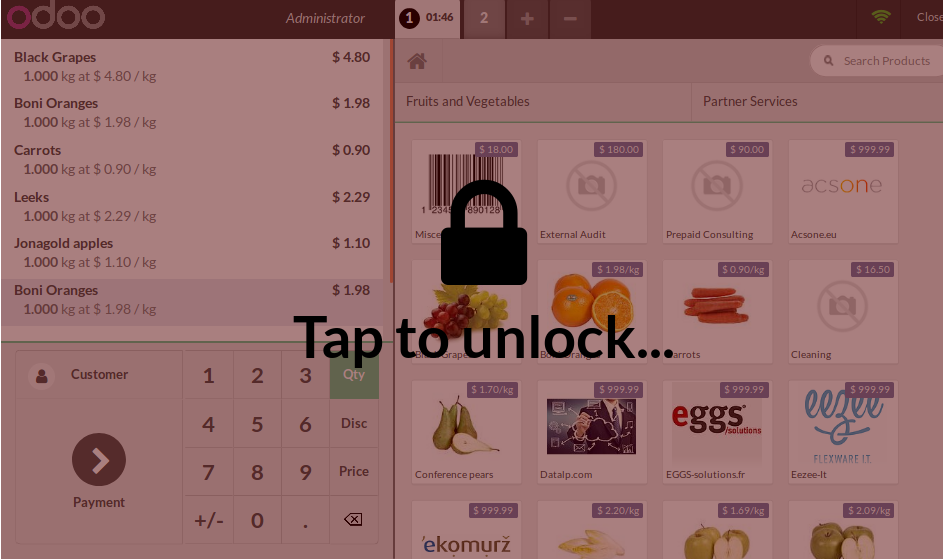 odoo
Administrator
1 01:46
2
+
−
Close
Black Grapes $ 4.80
1.000 kg at $ 4.80 / kg
Boni Oranges $ 1.98
1.000 kg at $ 1.98 / kg
Carrots $ 0.90
1.000 kg at $ 0.90 / kg
Leeks $ 2.29
1.000 kg at $ 2.29 / kg
Jonagold apples $ 1.10
1.000 kg at $ 1.10 / kg
Boni Oranges $ 1.98
1.000 kg at $ 1.98 / kg
Customer
Payment
1 2 3 Qty
4 5 6 Disc
7 8 9 Price
+/- 0 .
Search Products
Fruits and Vegetables
Partner Services
$ 18.00
$ 180.00
External Audit
$ 90.00
Prepaid Consulting
$ 999.99
acsone
Acsone.eu
$ 1.98/kg
$ 0.90/kg
$ 16.50
Cleaning
Tap to unlock...
$ 1.70/kg
Conference pears
$ 999.99
Datalp.com
$ 999.99
eggs
/solutions
EGGS-solutions.fr
$ 999.99
eezee
FLEXWARE I.T.
Eezee-It
$ 999.99
ekomurż
$ 2.20/kg
$ 1.69/kg
$ 2.09/kg